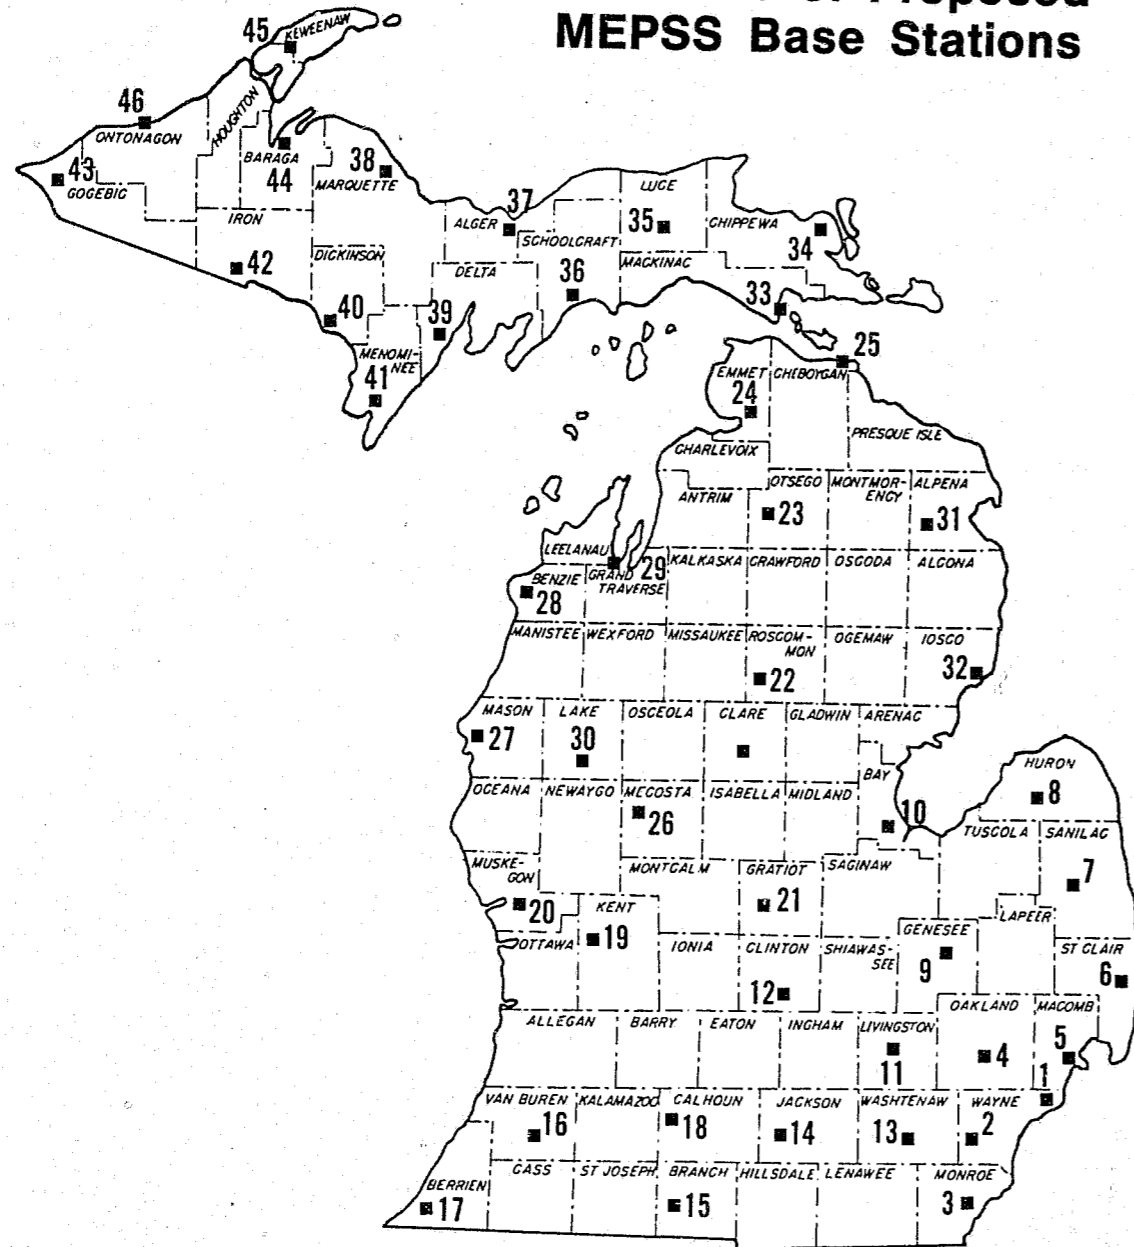 MEPSS Base Stations
45
KEWEENAW
46
ONTONAGON
HOUGHTON
BARAGA
44
43
GOGEBIG
38
MARQUETTE
IRON
42
37
ALGER
SCHOOLCRAFT
LUCE
35
CHIPPEWA
34
DICKINSON
DELTA
36
MACKINAC
33
40
39
MENOMI-
NEE
41
25
EMMET
CHEBOYGAN
24
PRESQUE ISLE
CHARLEVOIX
ANTRIM
OTSEGO
MONTMOR-
ENCY
ALPENA
23
31
LEELANAU
29
BENZIE
GRAND
TRAVERSE
28
KALKASKA
CRAWFORD
OSCODA
ALCONA
MANISTEE
WEXFORD
MISSAUKEE
ROSCOM-
MON
OGEMAW
IOSCO
22
32
MASON
LAKE
OSCEOLA
CLARE
GLADWIN
ARENAC
27
30
BAY
HURON
8
OCEANA
NEWAYGO
MECOSTA
ISABELLA
MIDLAND
26
10
TUSCOLA
SANILAC
7
MUSKE-
GON
MONTCALM
GRATIOT
SAGINAW
20
KENT
21
LAPEER
OTTAWA
19
IONIA
CLINTON
SHIAWAS-
SEE
GENESEE
9
ST CLAIR
6
12
OAKLAND
MACOMB
ALLEGAN
BARRY
EATON
INGHAM
LIVINGSTON
11
4
5
1
VAN BUREN
KALAMAZOO
CALHOUN
JACKSON
WASHTENAW
WAYNE
16
18
14
13
2
CASS
ST JOSEPH
BRANCH
HILLSDALE
LENAWEE
MONROE
BERRIEN
17
15
3